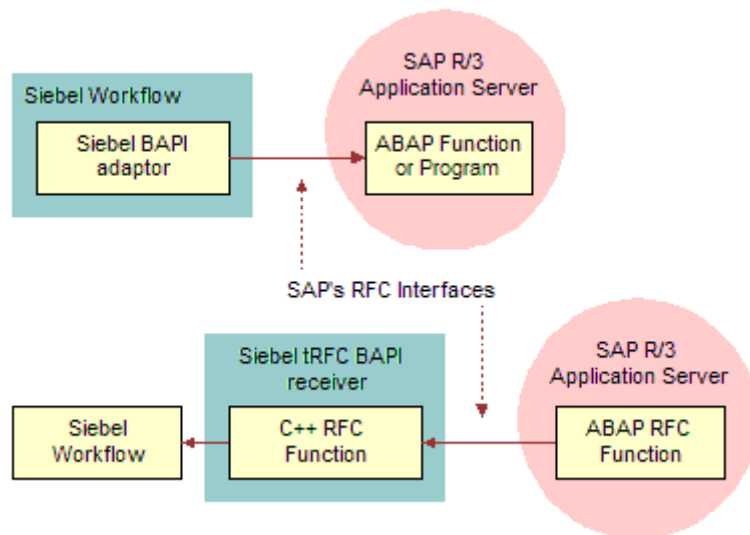 SAP R/3
Application Server
Siebel Workflow
Siebel BAPI
adaptor
ABAP Function
or Program
SAP's RFC Interfaces
Siebel tRFC BAPI
receiver
SAP R/3
Application Server
Siebel
Workflow
C++ RFC
Function
ABAP RFC
Function